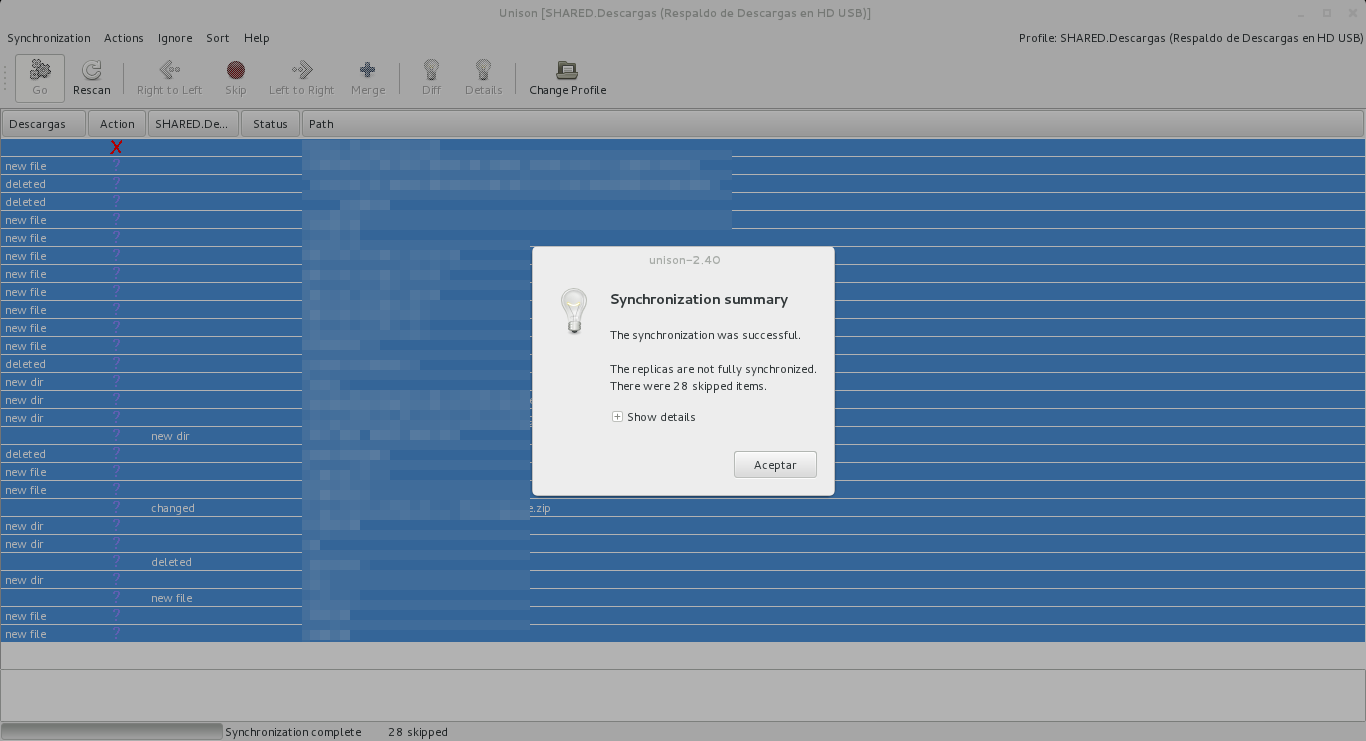 Unison [SHARED.Descargas (Respaldo de Descargas en HD USB)]
Synchronization Actions Ignore Sort Help Profile: SHARED.Descargas (Respaldo de Descargas en HD USB)
Go Rescan Right to Left Skip Left to Right Merge Diff Details Change Profile
Descargas Action SHARED.De... Status Path
X
new file ?
deleted ?
deleted ?
new file ?
new file ?
new file ?
new file ?
new file ?
new file ?
new file ?
new file ?
deleted ?
new dir ?
new dir ?
new dir ?
? new dir
deleted ?
new file ?
new file ?
? changed e.zip
new dir ?
new dir ?
? deleted
new dir ?
? new file
new file ?
new file ?
unison-2.40
Synchronization summary
The synchronization was successful.
The replicas are not fully synchronized.
There were 28 skipped items.
Show details
Aceptar
Synchronization complete 28 skipped